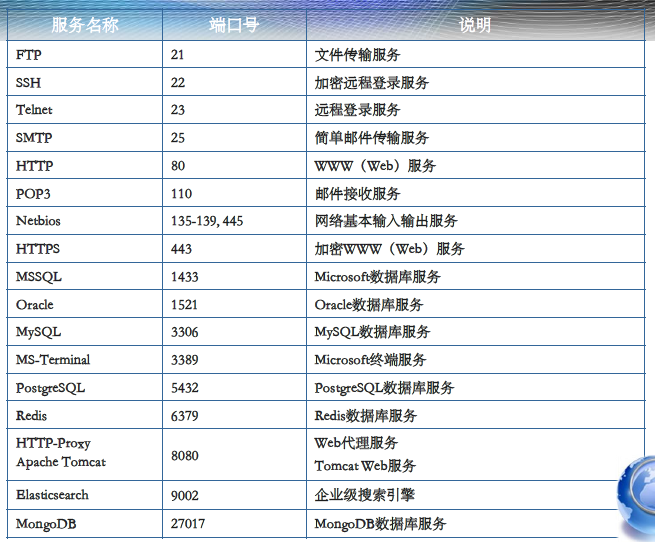 服务名称 端口号 说明
FTP 21 文件传输服务
SSH 22 加密远程登录服务
Telnet 23 远程登录服务
SMTP 25 简单邮件传输服务
HTTP 80 WWW（Web）服务
POP3 110 邮件接收服务
Netbios 135-139, 445 网络基本输入输出服务
HTTPS 443 加密WWW（Web）服务
MSSQL 1433 Microsoft数据库服务
Oracle 1521 Oracle数据库服务
MySQL 3306 MySQL数据库服务
MS-Terminal 3389 Microsoft终端服务
PostgreSQL 5432 PostgreSQL数据库服务
Redis 6379 Redis数据库服务
HTTP-Proxy
Apache Tomcat
8080
Web代理服务
Tomcat Web服务
Elasticsearch 9002 企业级搜索引擎
MongoDB 27017 MongoDB数据库服务